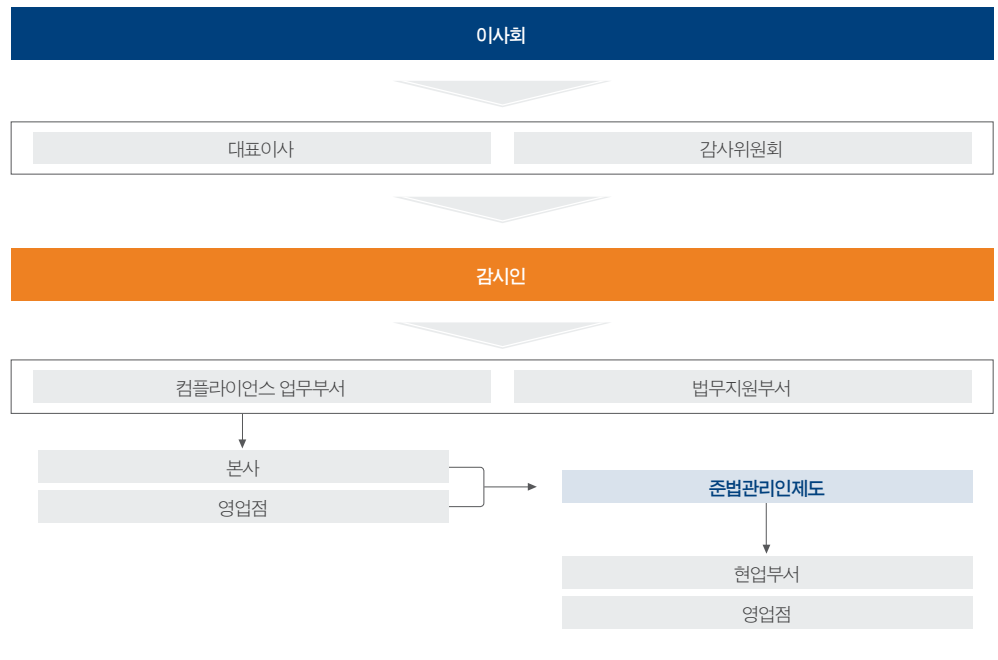 이사회
대표이사
감사위원회
감시인
컴플라이언스 업무부서
법무지원부서
본사
영업점
준법관리인제도
현업부서
영업점